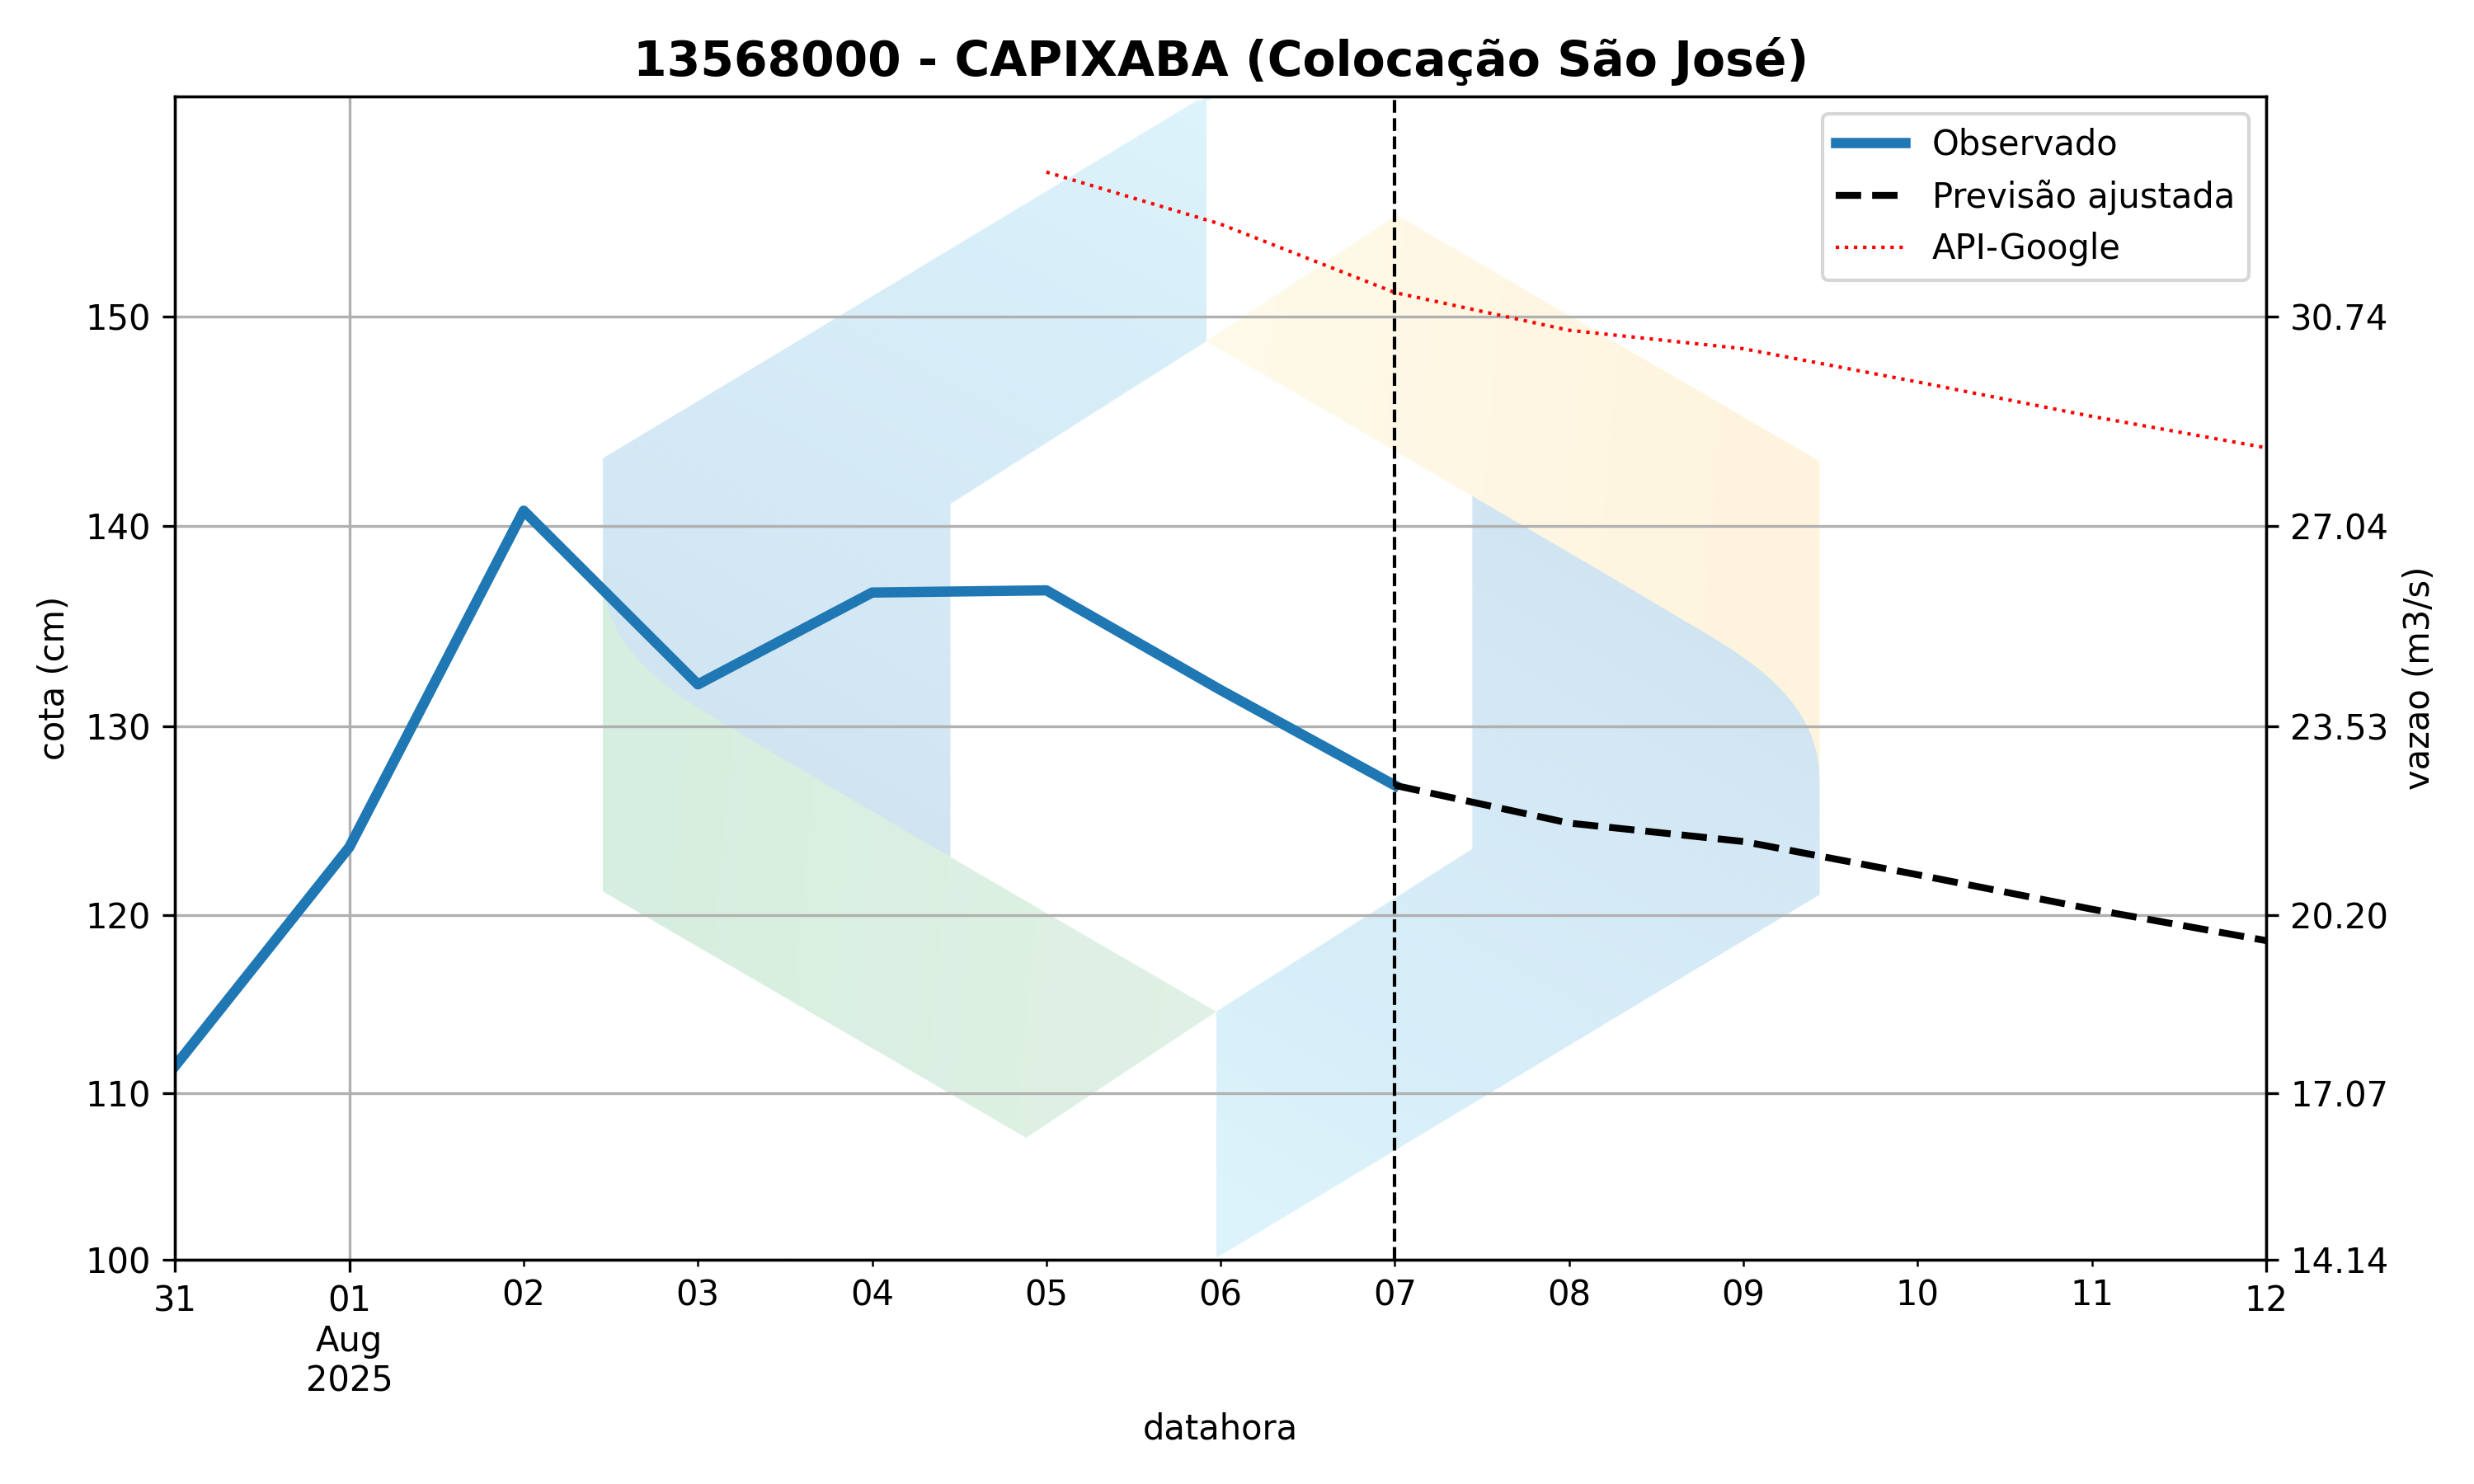 13568000 - CAPIXABA (Colocação São José)
Observado
Previsão ajustada
API-Google
cota (cm)
150
140
130
120
110
100
30.74
27.04
23.53
20.20
17.07
14.14
vazao (m3/s)
31 01 02 03 04 05 06 07 08 09 10 11 12
Aug
2025
datahora